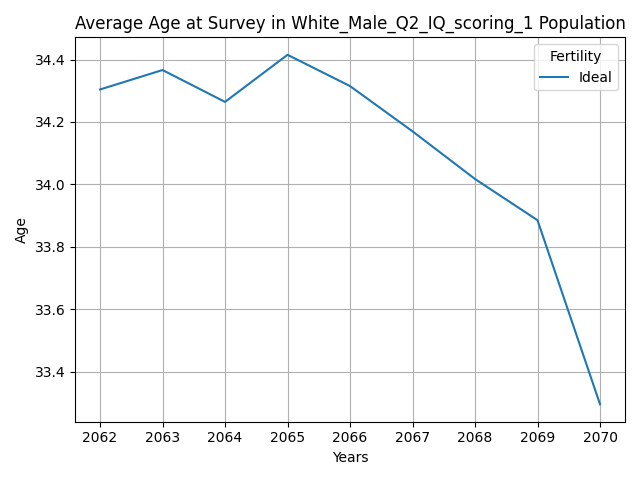 Average Age at Survey in White_Male_Q2_IQ_scoring_1 Population
Fertility
Ideal
34.4
34.2
34.0
33.8
33.6
33.4
Age
2062 2063 2064 2065 2066 2067 2068 2069 2070
Years